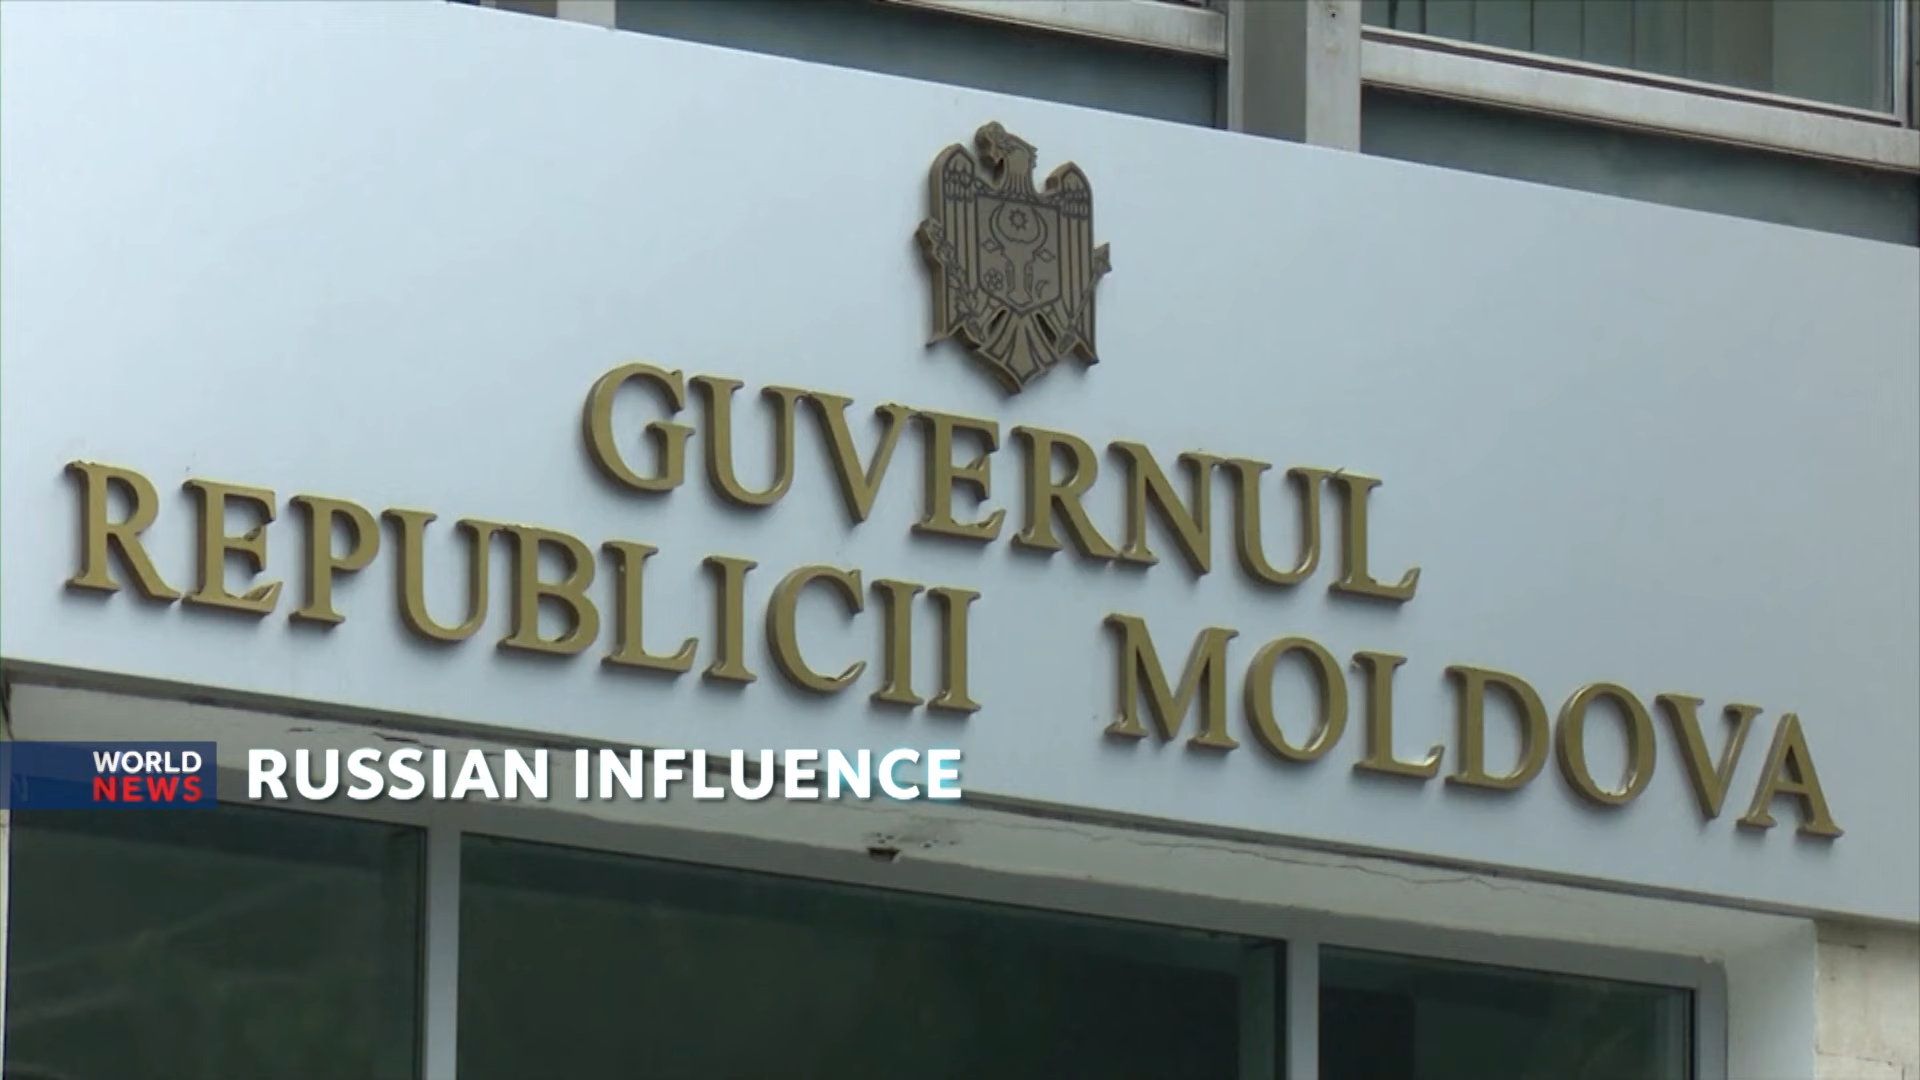 GUVERNUL
REPUBLICII MOLDOVA
WORLD
NEWS
RUSSIAN INFLUENCE